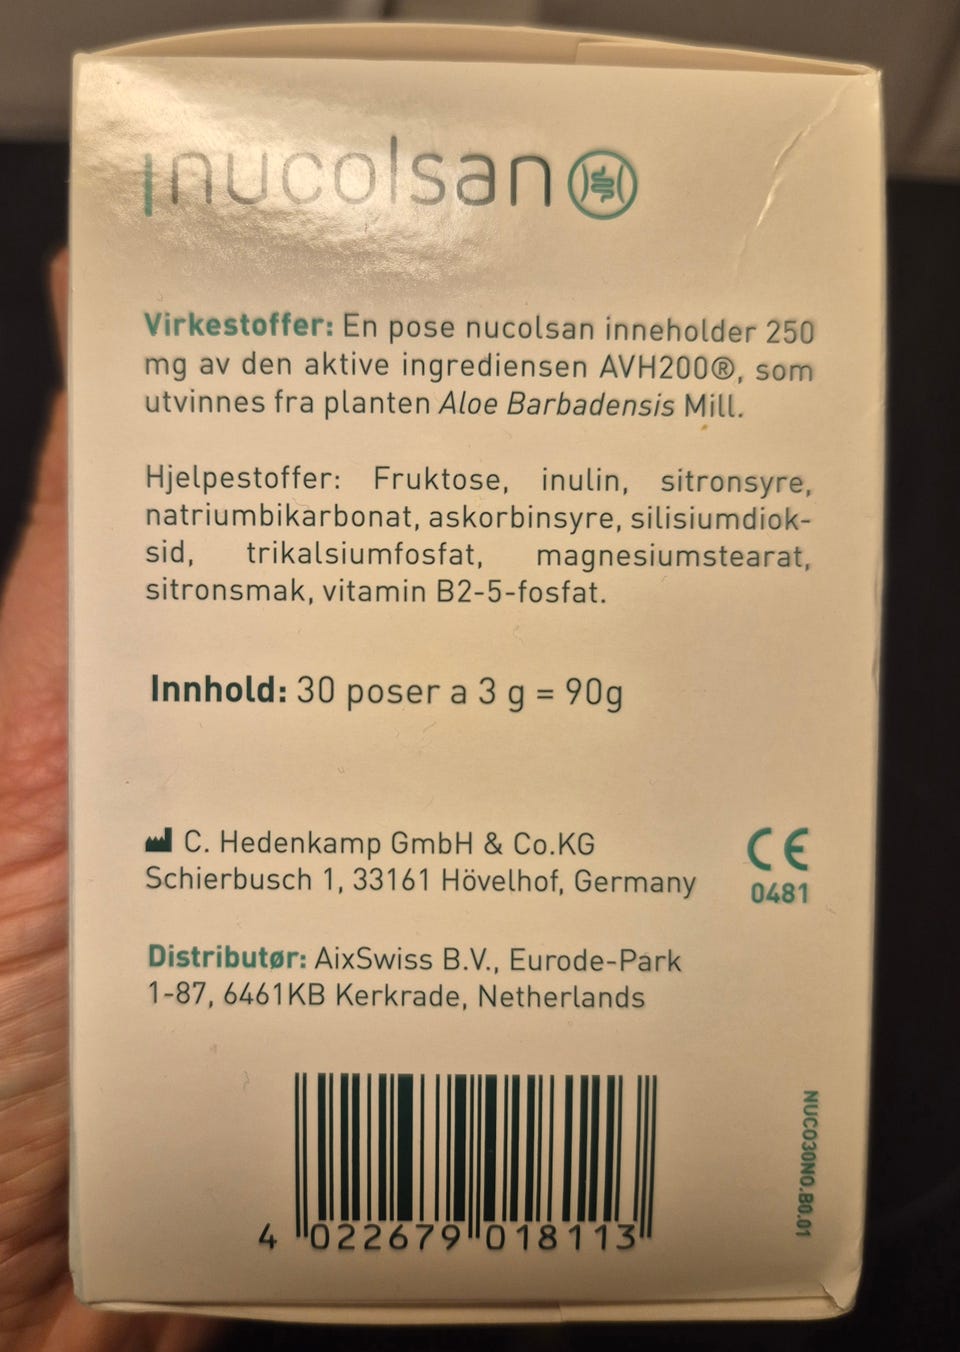 nucolsan
Virkestoffer: En pose nucolsan inneholder 250
mg av den aktive ingrediensen AVH200®, som
utvinnes fra planten Aloe Barbadensis Mill.
Hjelpestoffer: Fruktose, inulin, sitronsyre,
natriumbikarbonat, askorbinsyre, silisiumdiok-
sid, trikalsiumfosfat, magnesiumstearat,
sitronsmak, vitamin B2-5-fosfat.
Innhold: 30 poser a 3 g = 90g
C. Hedenkamp GmbH & Co.KG
Schierbusch 1, 33161 Hövelhof, Germany
CE
0481
Distributør: AixSwiss B.V., Eurode-Park
1-87, 6461KB Kerkrade, Netherlands
4 022679 018113
NUCO30NO.B0.01